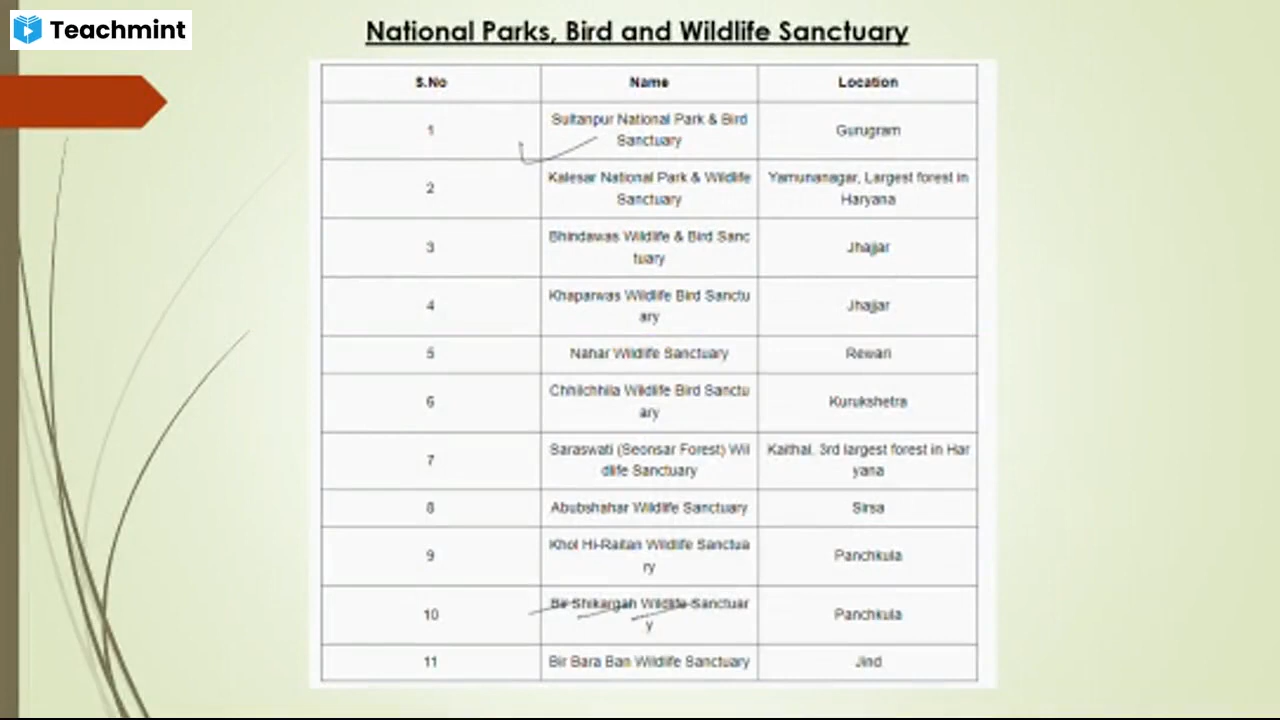 Teachmint
National Parks, Bird and Wildlife Sanctuary
S.No Name Location
1 Sultanpur National Park & Bird
Sanctuary Gurugram
2 Kalesar National Park & Wildlife
Sanctuary Yamunanagar, Largest forest in
Haryana
3 Bhindawas Wildlife & Bird Sanc
tuary Jhajjar
4 Khaparwas Wildlife Bird Sanctu
ary Jhajjar
5 Nahar Wildlife Sanctuary Rewari
6 Chhilchhila Wildlife Bird Sanctu
ary Kurukshetra
7 Saraswati (Seonsar Forest) Wil
dlife Sanctuary Kaithal, 3rd largest forest in Har
yana
8 Abubshahar Wildlife Sanctuary Sirsa
9 Khol Hi-Raitan Wildlife Sanctua
ry Panchkula
10 Bir Shikargah Wildlife Sanctuar
y Panchkula
11 Bir Bara Ban Wildlife Sanctuary Jind